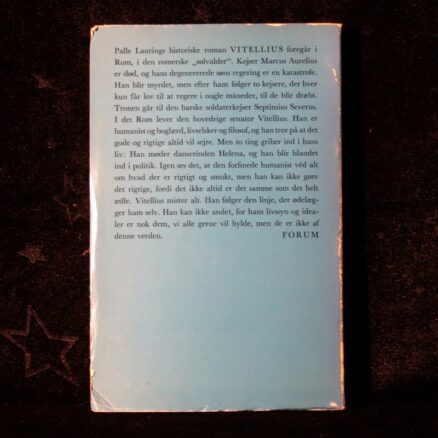 Palle Laurings historiske roman VITELLIUS foregår i
Rom, i den romerske „sølvalder”. Kejser Marcus Aurelius
er død, og hans degenererede søns regering er en katastrofe.
Han blir myrdet, men efter ham følger to kejsere, der hver
kun får lov til at regere i nogle måneder, til de blir dræbt.
Tronen går til den barske soldaterkejser Septimius Severus.
I det Rom lever den hovedrige senator Vitellius. Han er
humanist og boglærd, livselsker og filosof, og han tror på at det
gode og rigtige altid vil sejre. Men to ting griber ind i hans
liv: Han møder danserinden Helena, og han blir blandet
ind i politik. Igen ses det, at den forfinede humanist véd alt
om hvad der er rigtigt og smukt, men han kan ikke gøre
det rigtige, fordi det ikke altid er det samme som det helt
ædle. Vitellius mister alt. Han følger den linje, der ødelæg-
ger ham selv. Han kan ikke andet, for hans livssyn og idea-
ler er nok dem, vi alle gerne vil hylde, men de er ikke af
denne verden. FORUM